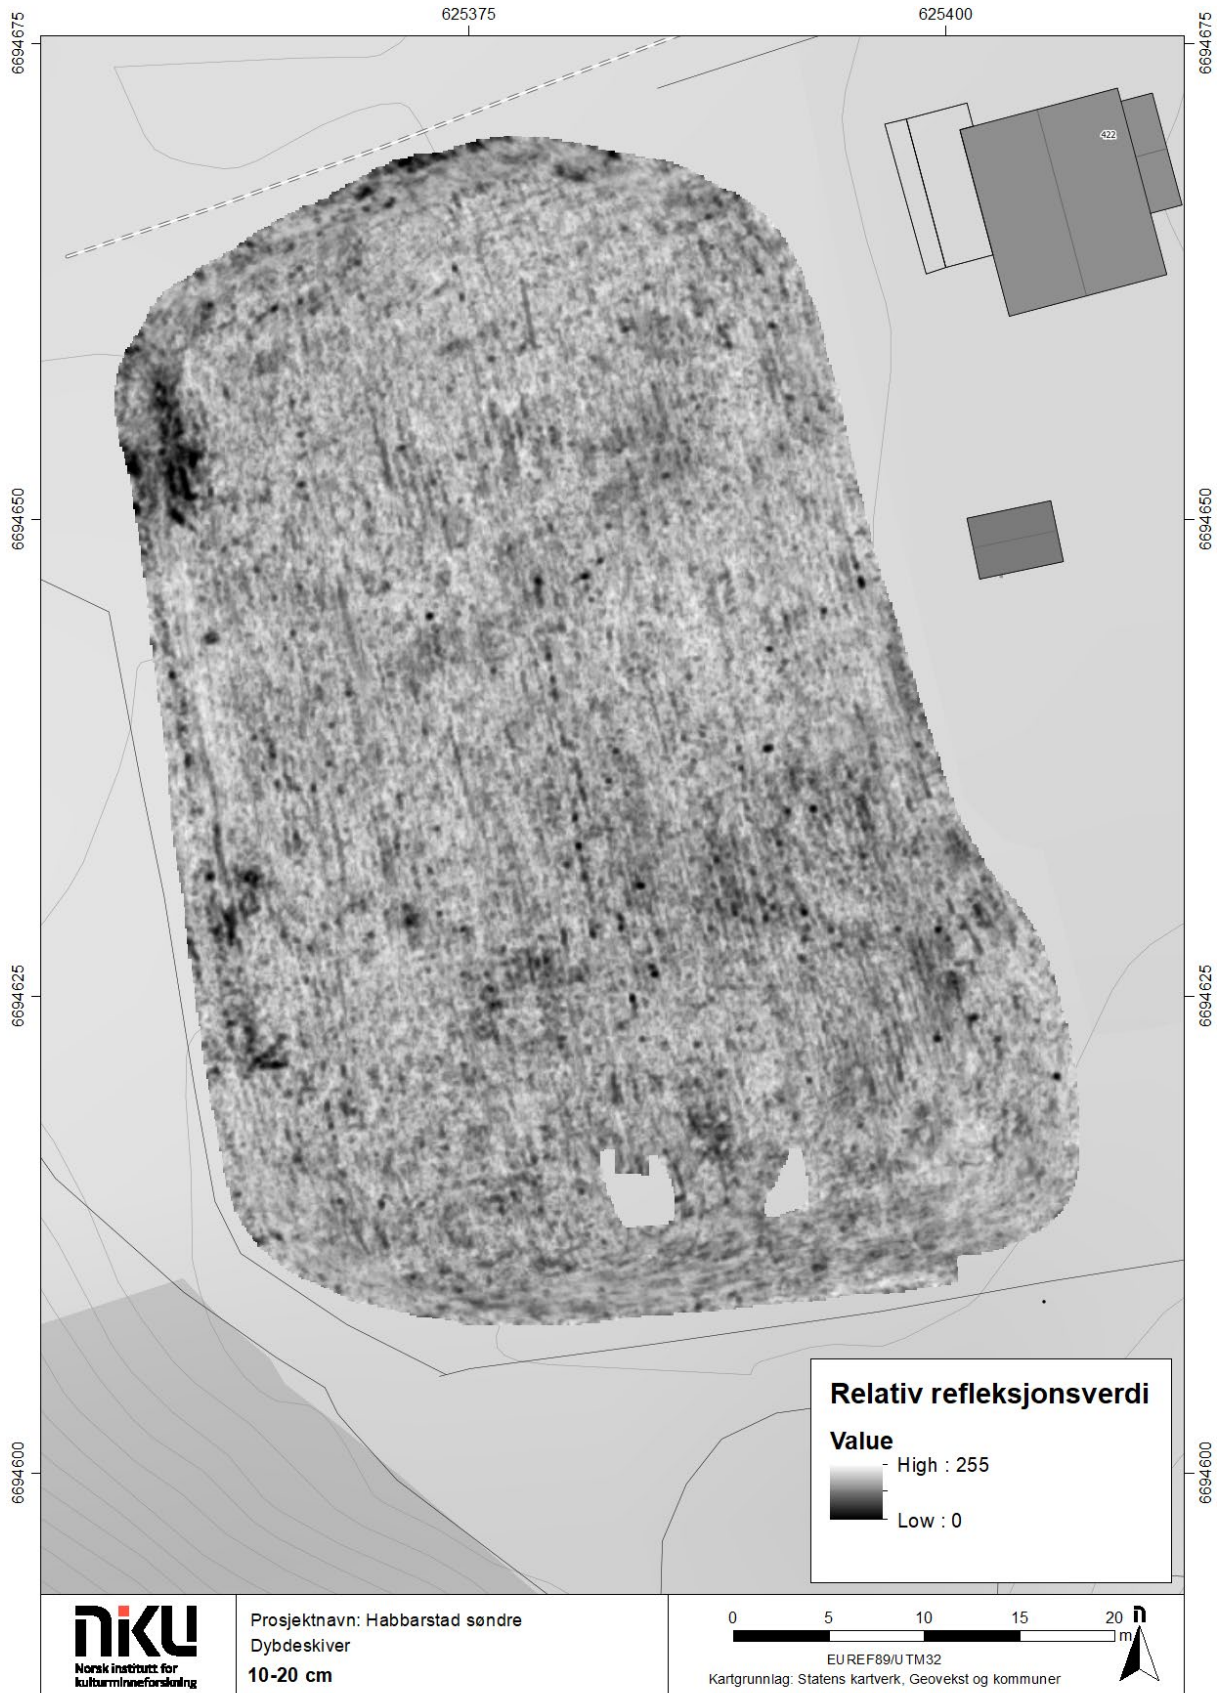 625375
625400
6694675
6694675
422
6694650
6694650
6694625
6694625
Relativ refleksjonsverdi
Value
High : 255
Low : 0
6694600
6694600
niku
Norsk institutt for
kulturminneforskning
Prosjektnavn: Habbarstad søndre
Dybdeskiver
10-20 cm
0 5 10 15 20
m
n
EUREF89/UTM32
Kartgrunnlag: Statens kartverk, Geovekst og kommuner